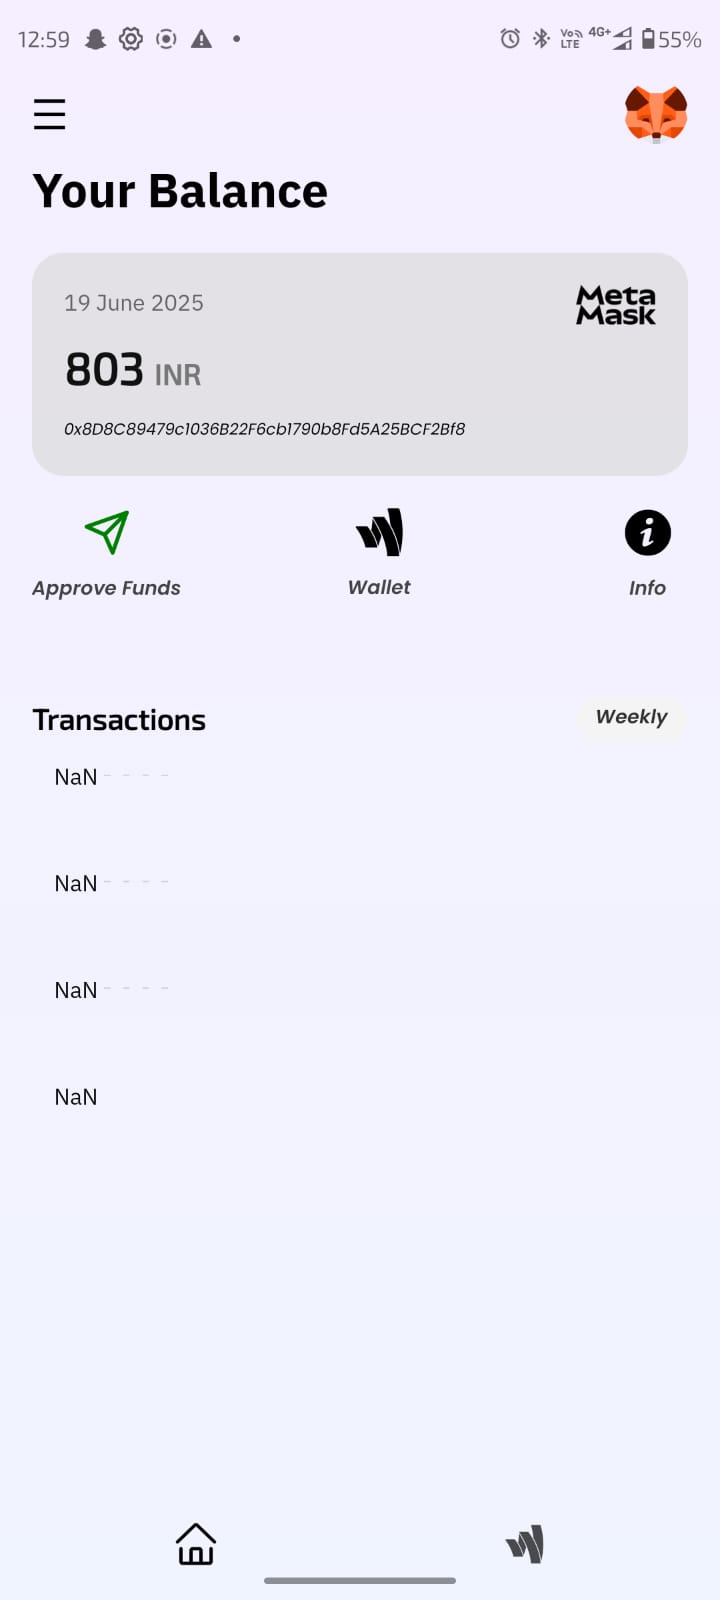 12:59
Vo LTE 4G+ 55%
Your Balance
19 June 2025
Meta
Mask
803 INR
0x8D8C89479c1036B22F6cb1790b8Fd5A25BCF2Bf8
Approve Funds
Wallet
Info
Transactions
Weekly
NaN
NaN
NaN
NaN